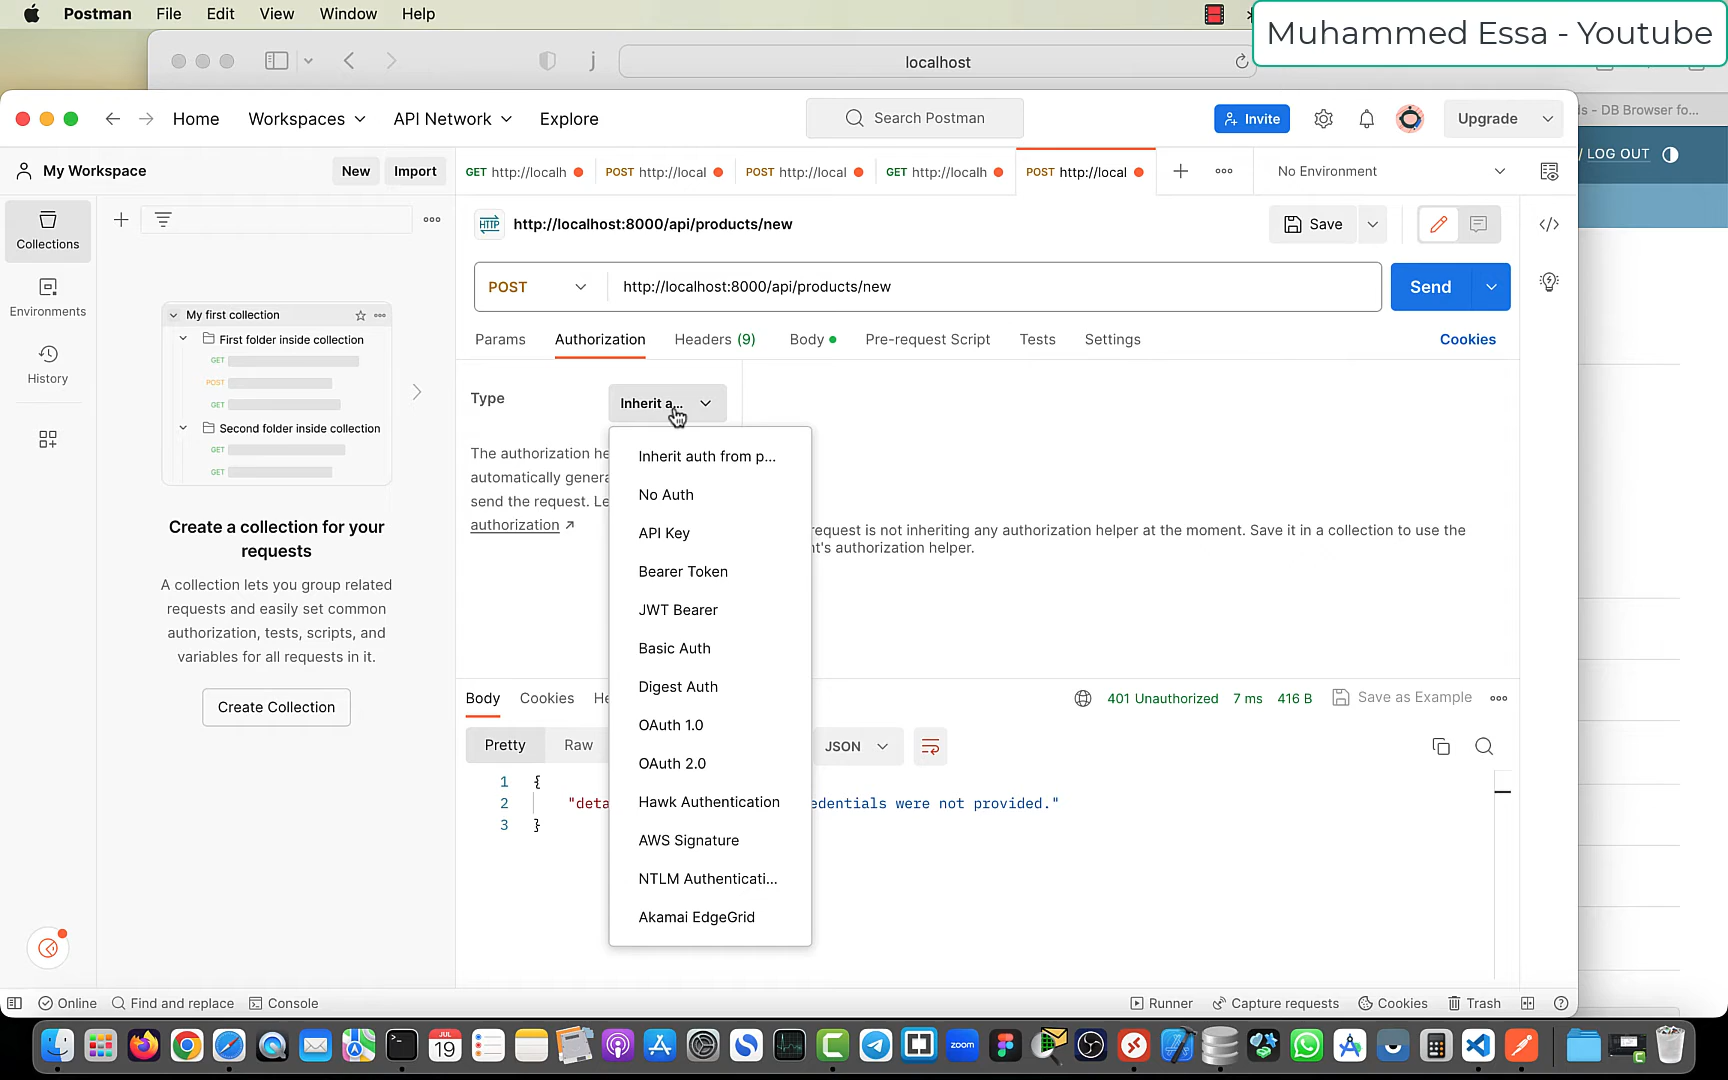 Postman File Edit View Window Help
Muhammed Essa - Youtube
localhost
Home Workspaces API Network Explore
Search Postman
Invite
Upgrade
s - DB Browser fo...
/ LOG OUT
My Workspace
New
Import
GET http://localh
POST http://local
POST http://local
GET http://localh
POST http://local
No Environment
Collections
Environments
History
My first collection
First folder inside collection
GET
POST
GET
Second folder inside collection
GET
GET
Create a collection for your
requests
A collection lets you group related
requests and easily set common
authorization, tests, scripts, and
variables for all requests in it.
Create Collection
HTTP
http://localhost:8000/api/products/new
Save
POST
http://localhost:8000/api/products/new
Send
Params Authorization Headers (9) Body Pre-request Script Tests Settings
Cookies
Type
Inherit a...
The authorization he
automatically genera
send the request. Le
authorization ↗
Inherit auth from p...
No Auth
API Key
Bearer Token
JWT Bearer
Basic Auth
Digest Auth
OAuth 1.0
OAuth 2.0
Hawk Authentication
AWS Signature
NTLM Authenticati...
Akamai EdgeGrid
request is not inheriting any authorization helper at the moment. Save it in a collection to use the
nt's authorization helper.
Body Cookies He
401 Unauthorized 7 ms 416 B
Save as Example
Pretty Raw
JSON
1 {
2 "deta edentials were not provided."
3 }
Online Find and replace Console
Runner Capture requests Cookies Trash
JUL
19
zoom